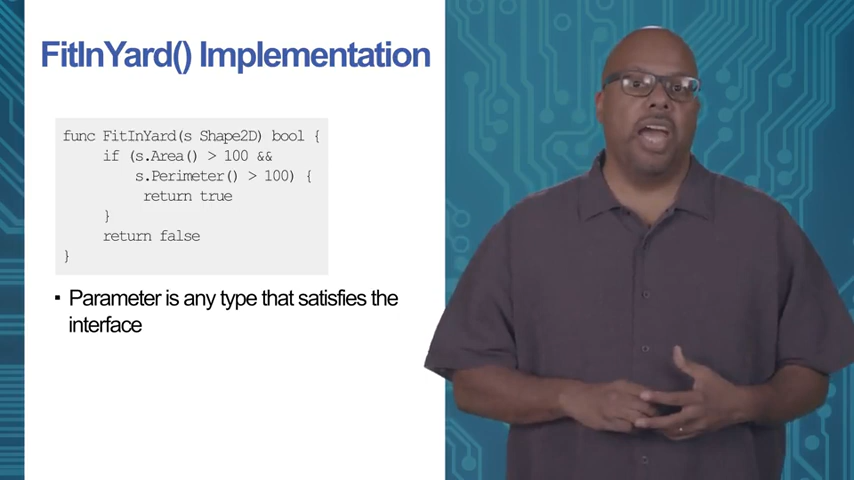 FitInYard() Implementation
func FitInYard(s Shape2D) bool {
if (s.Area() > 100 &&
s.Perimeter() > 100) {
return true
}
return false
}
▪ Parameter is any type that satisfies the
interface